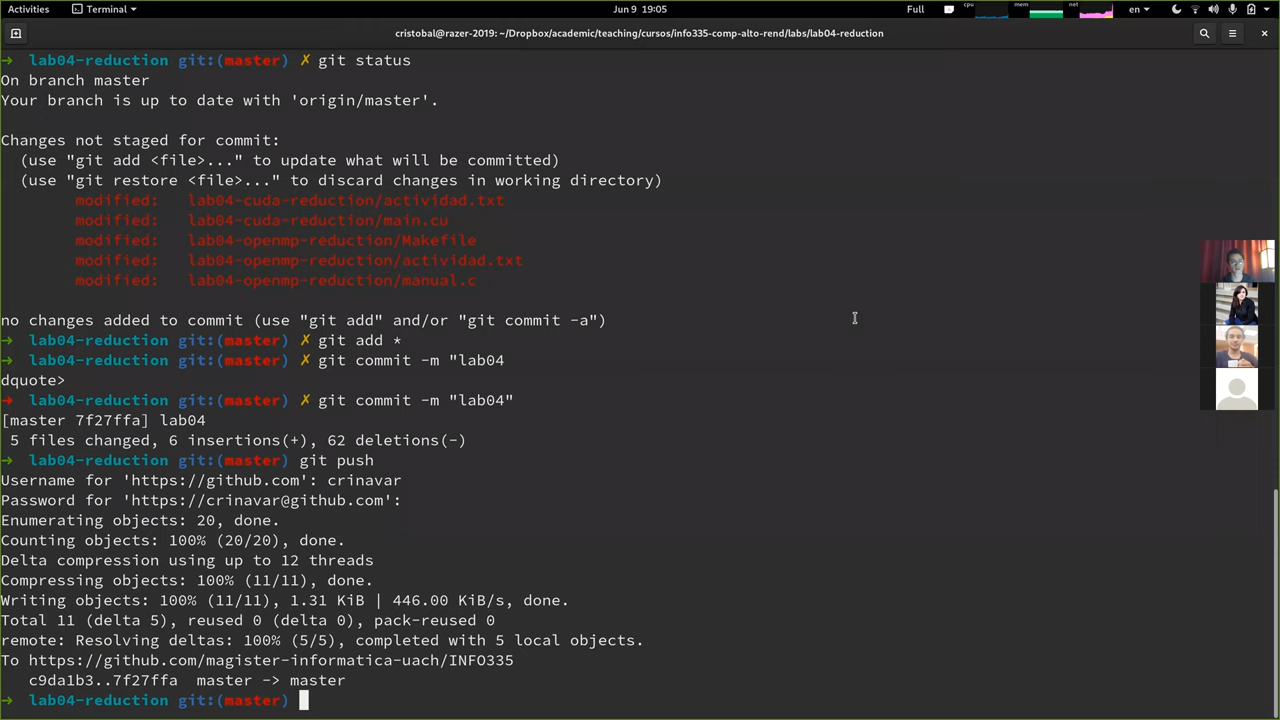 Activities Terminal Jun 9 19:05 Full cpu mem net en
cristobal@razer-2019: ~/Dropbox/academic/teaching/cursos/info335-comp-alto-rend/labs/lab04-reduction
➜ lab04-reduction git:(master) ✗ git status
On branch master
Your branch is up to date with 'origin/master'.
Changes not staged for commit:
(use "git add <file>..." to update what will be committed)
(use "git restore <file>..." to discard changes in working directory)
modified: lab04-cuda-reduction/actividad.txt
modified: lab04-cuda-reduction/main.cu
modified: lab04-openmp-reduction/Makefile
modified: lab04-openmp-reduction/actividad.txt
modified: lab04-openmp-reduction/manual.c
no changes added to commit (use "git add" and/or "git commit -a")
➜ lab04-reduction git:(master) ✗ git add *
➜ lab04-reduction git:(master) ✗ git commit -m "lab04
dquote>
➜ lab04-reduction git:(master) ✗ git commit -m "lab04"
[master 7f27ffa] lab04
5 files changed, 6 insertions(+), 62 deletions(-)
➜ lab04-reduction git:(master) git push
Username for 'https://github.com': crinavar
Password for 'https://crinavar@github.com':
Enumerating objects: 20, done.
Counting objects: 100% (20/20), done.
Delta compression using up to 12 threads
Compressing objects: 100% (11/11), done.
Writing objects: 100% (11/11), 1.31 KiB | 446.00 KiB/s, done.
Total 11 (delta 5), reused 0 (delta 0), pack-reused 0
remote: Resolving deltas: 100% (5/5), completed with 5 local objects.
To https://github.com/magister-informatica-uach/INFO335
c9da1b3..7f27ffa master -> master
➜ lab04-reduction git:(master)